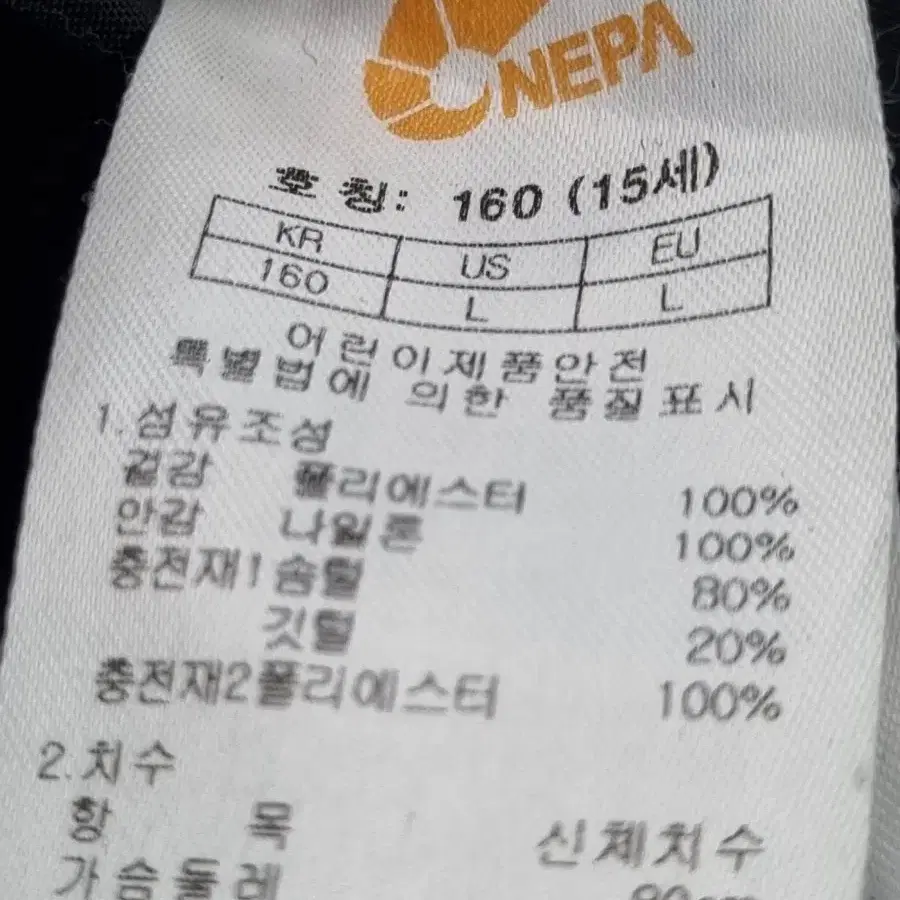 NEPA
호 칭: 160 (15세)
KR US EU
160 L L
어린이제품안전
특별법에 의한 품질표시
1.섬유조성
겉감 폴리에스터 100%
안감 나일론 100%
충전재1 솜털 80%
깃털 20%
충전재2 폴리에스터 100%
2.치수
항 목 신체치수
가슴둘레